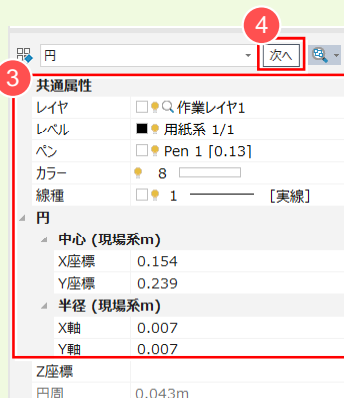 4
円 次へ
3
共通属性
レイヤ 作業レイヤ1
レベル 用紙系 1/1
ペン Pen 1 [0.13]
カラー 8
線種 1 [実線]
円
中心 (現場系m)
X座標 0.154
Y座標 0.239
半径 (現場系m)
X軸 0.007
Y軸 0.007
Z座標
円周 0.043m